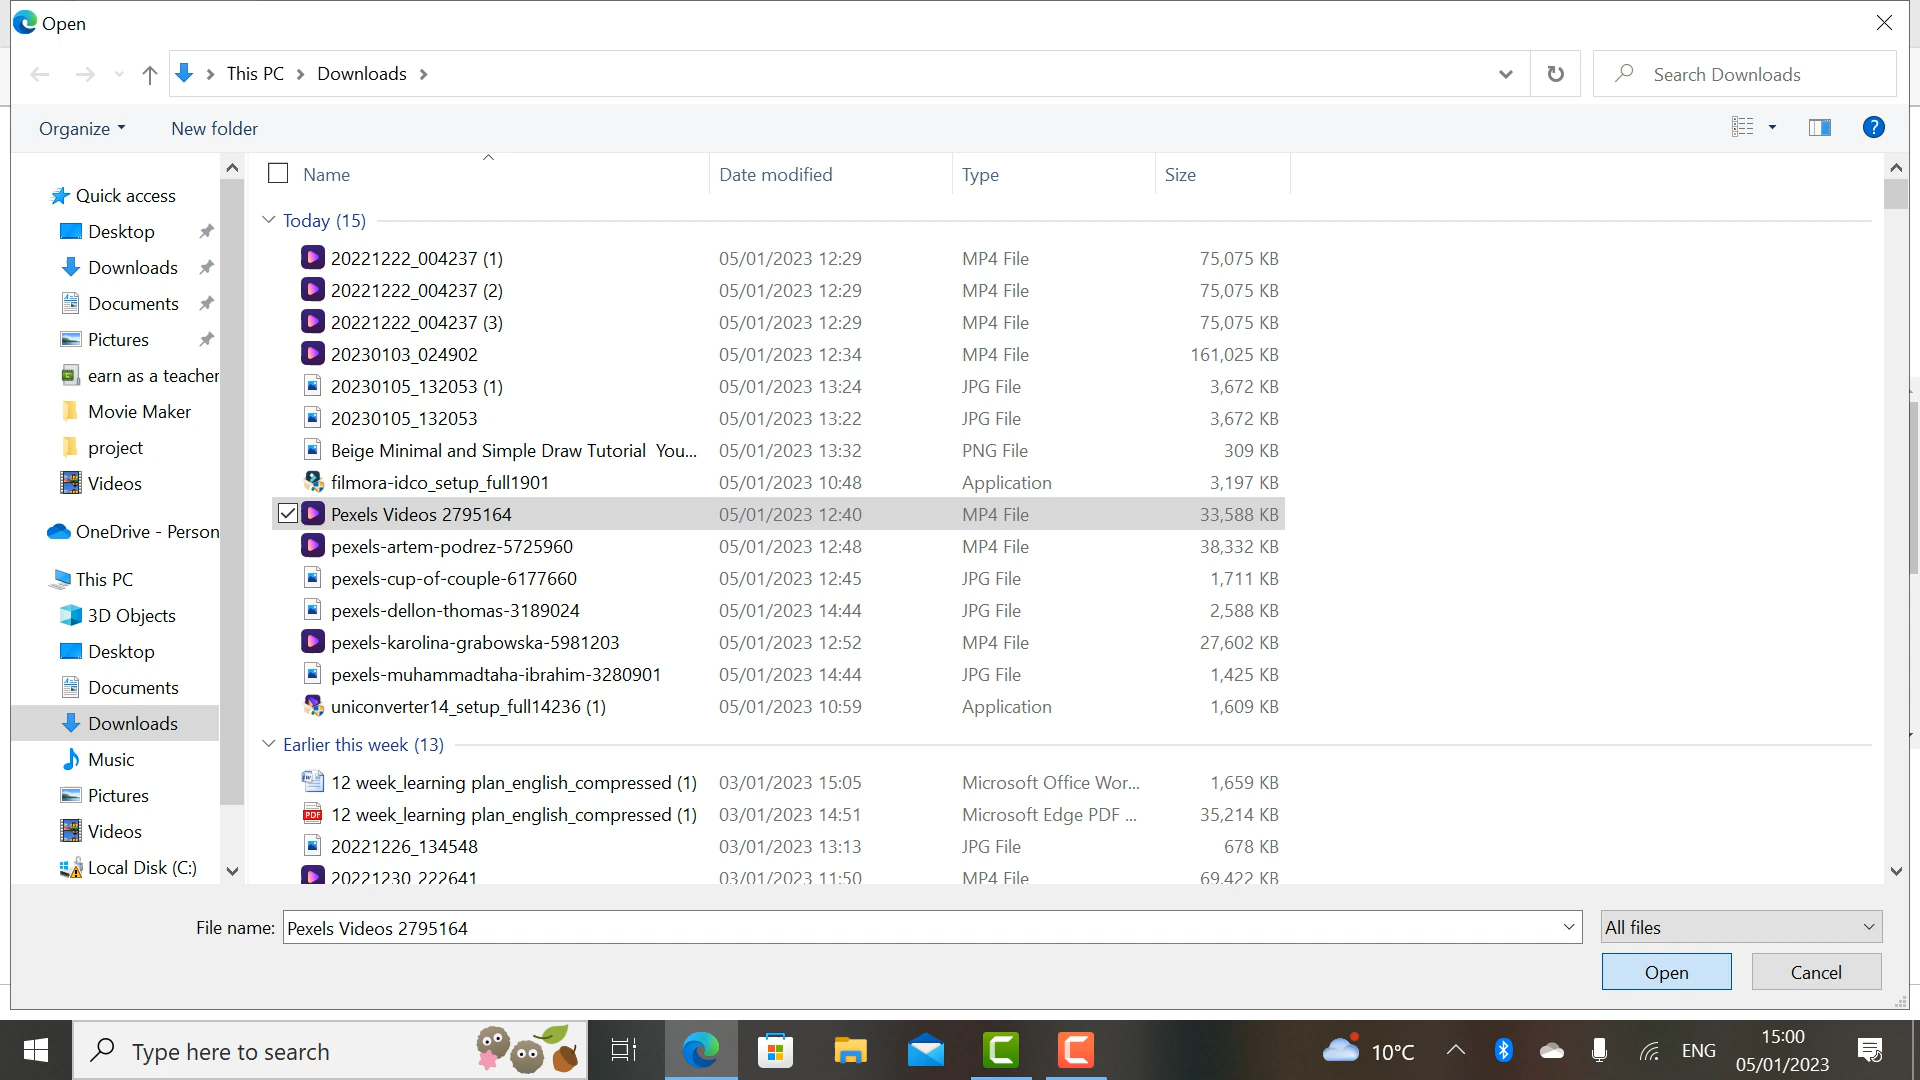 Open
This PC
Downloads
Search Downloads
Organize
New folder
?
Name
Date modified
Type
Size
Quick access
Desktop
Downloads
Documents
Pictures
earn as a teacher
Movie Maker
project
Videos
OneDrive - Person
This PC
3D Objects
Desktop
Documents
Downloads
Music
Pictures
Videos
Local Disk (C:)
Today (15)
20221222_004237 (1) 05/01/2023 12:29 MP4 File 75,075 KB
20221222_004237 (2) 05/01/2023 12:29 MP4 File 75,075 KB
20221222_004237 (3) 05/01/2023 12:29 MP4 File 75,075 KB
20230103_024902 05/01/2023 12:34 MP4 File 161,025 KB
20230105_132053 (1) 05/01/2023 13:24 JPG File 3,672 KB
20230105_132053 05/01/2023 13:22 JPG File 3,672 KB
Beige Minimal and Simple Draw Tutorial You... 05/01/2023 13:32 PNG File 309 KB
filmora-idco_setup_full1901 05/01/2023 10:48 Application 3,197 KB
Pexels Videos 2795164 05/01/2023 12:40 MP4 File 33,588 KB
pexels-artem-podrez-5725960 05/01/2023 12:48 MP4 File 38,332 KB
pexels-cup-of-couple-6177660 05/01/2023 12:45 JPG File 1,711 KB
pexels-dellon-thomas-3189024 05/01/2023 14:44 JPG File 2,588 KB
pexels-karolina-grabowska-5981203 05/01/2023 12:52 MP4 File 27,602 KB
pexels-muhammadtaha-ibrahim-3280901 05/01/2023 14:44 JPG File 1,425 KB
uniconverter14_setup_full14236 (1) 05/01/2023 10:59 Application 1,609 KB
Earlier this week (13)
12 week_learning plan_english_compressed (1) 03/01/2023 15:05 Microsoft Office Wor... 1,659 KB
12 week_learning plan_english_compressed (1) 03/01/2023 14:51 Microsoft Edge PDF ... 35,214 KB
20221226_134548 03/01/2023 13:13 JPG File 678 KB
20221230_222641 03/01/2023 11:50 MP4 File 69,422 KB
File name: Pexels Videos 2795164
All files
Open
Cancel
Type here to search
10°C
ENG
15:00
05/01/2023